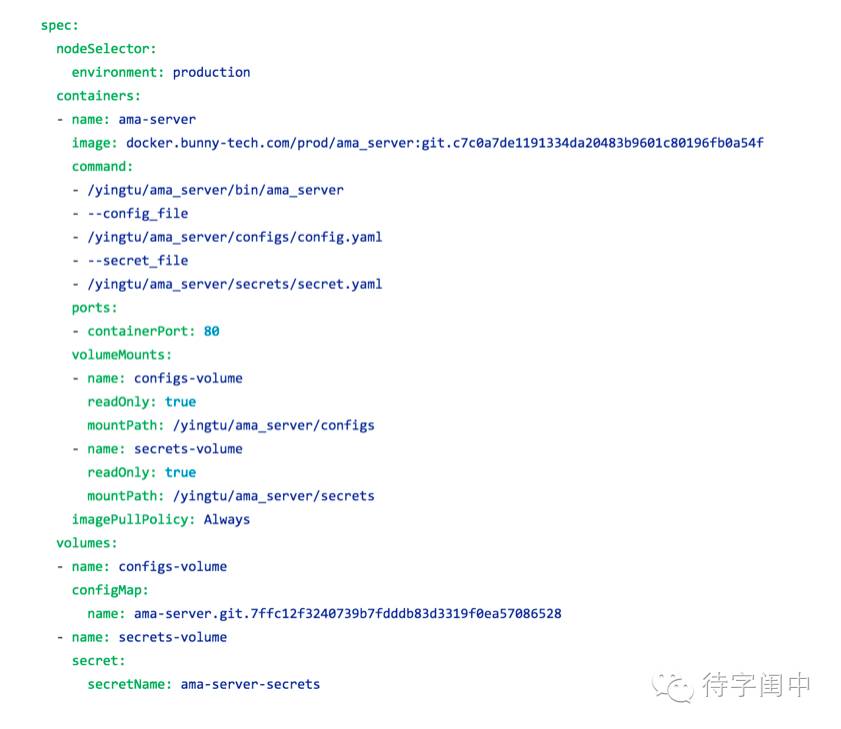 spec:
  nodeSelector:
    environment: production
  containers:
  - name: ama-server
    image: docker.bunny-tech.com/prod/ama_server:git.c7c0a7de1191334da20483b9601c80196fb0a54f
    command:
    - /yingtu/ama_server/bin/ama_server
    - --config_file
    - /yingtu/ama_server/configs/config.yaml
    - --secret_file
    - /yingtu/ama_server/secrets/secret.yaml
    ports:
    - containerPort: 80
    volumeMounts:
    - name: configs-volume
      readOnly: true
      mountPath: /yingtu/ama_server/configs
    - name: secrets-volume
      readOnly: true
      mountPath: /yingtu/ama_server/secrets
    imagePullPolicy: Always
  volumes:
  - name: configs-volume
    configMap:
      name: ama-server.git.7ffc12f3240739b7fdddb83d3319f0ea57086528
  - name: secrets-volume
    secret:
      secretName: ama-server-secrets
待字闺中